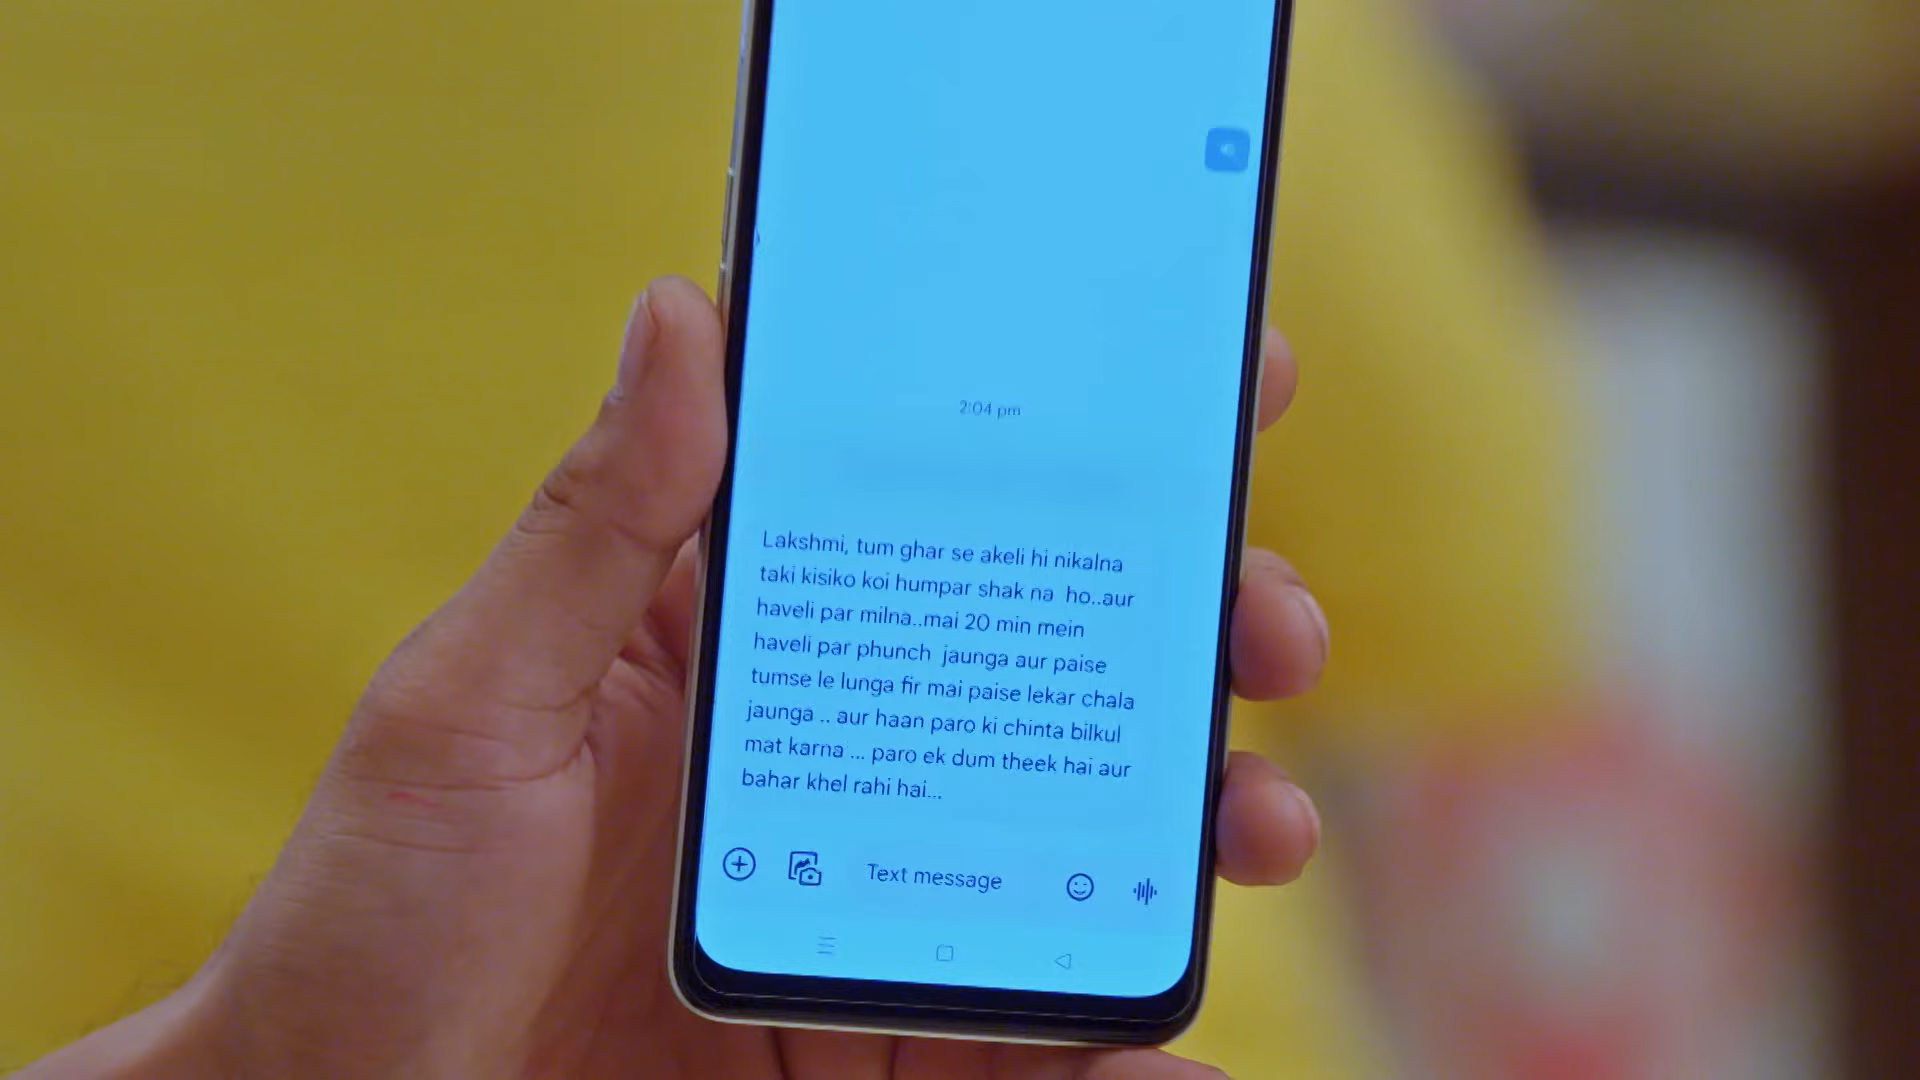 2:04 pm
Lakshmi, tum ghar se akeli hi nikalna
taki kisiko koi humpar shak na ho..aur
haveli par milna..mai 20 min mein
haveli par phunch jaunga aur paise
tumse le lunga fir mai paise lekar chala
jaunga .. aur haan paro ki chinta bilkul
mat karna ... paro ek dum theek hai aur
bahar khel rahi hai...
Text message